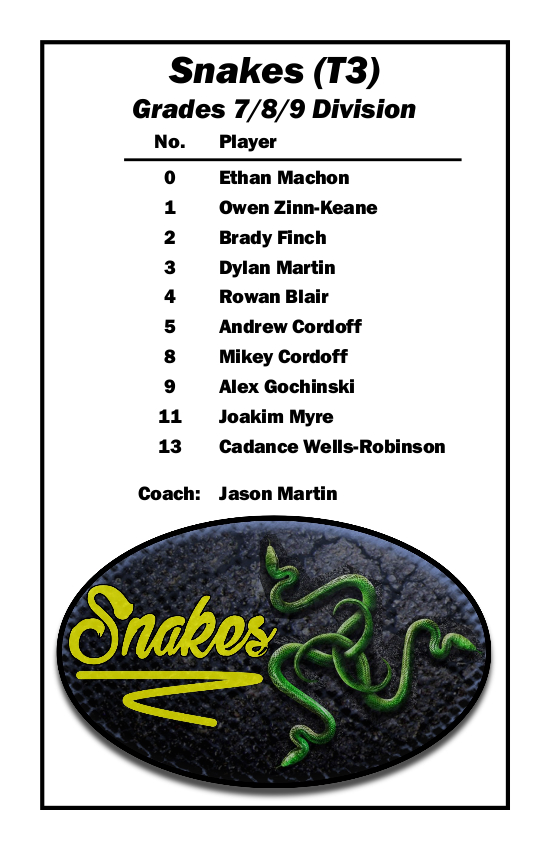 Snakes (T3)
Grades 7/8/9 Division
No. Player
0 Ethan Machon
1 Owen Zinn-Keane
2 Brady Finch
3 Dylan Martin
4 Rowan Blair
5 Andrew Cordoff
8 Mikey Cordoff
9 Alex Gochinski
11 Joakim Myre
13 Cadance Wells-Robinson
Coach: Jason Martin
Snakes